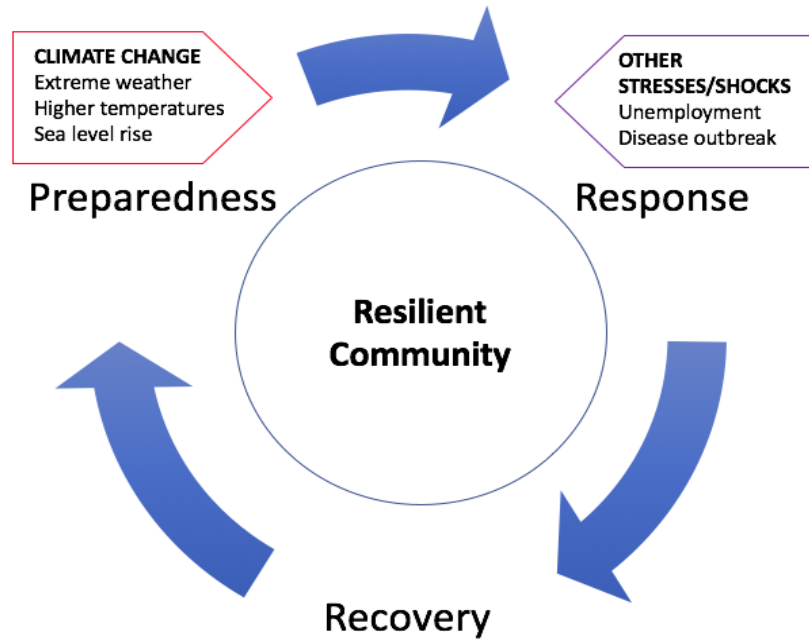 CLIMATE CHANGE
Extreme weather
Higher temperatures
Sea level rise
OTHER
STRESSES/SHOCKS
Unemployment
Disease outbreak
Preparedness
Response
Resilient
Community
Recovery